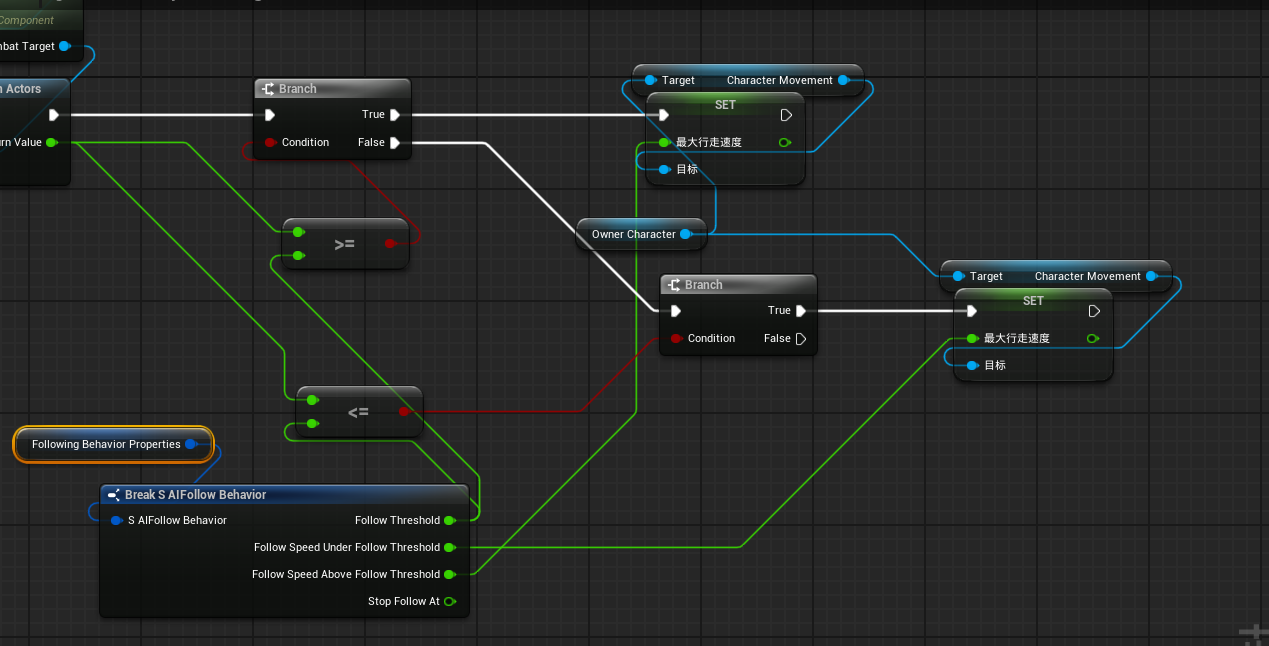 Component
bat Target
Actors
rn Value
Branch
True
Condition
False
>=
<=
Following Behavior Properties
Break S AIFollow Behavior
S AIFollow Behavior
Follow Threshold
Follow Speed Under Follow Threshold
Follow Speed Above Follow Threshold
Stop Follow At
Target
Character Movement
SET
最大行走速度
目标
Owner Character
Branch
True
Condition
False
Target
Character Movement
SET
最大行走速度
目标